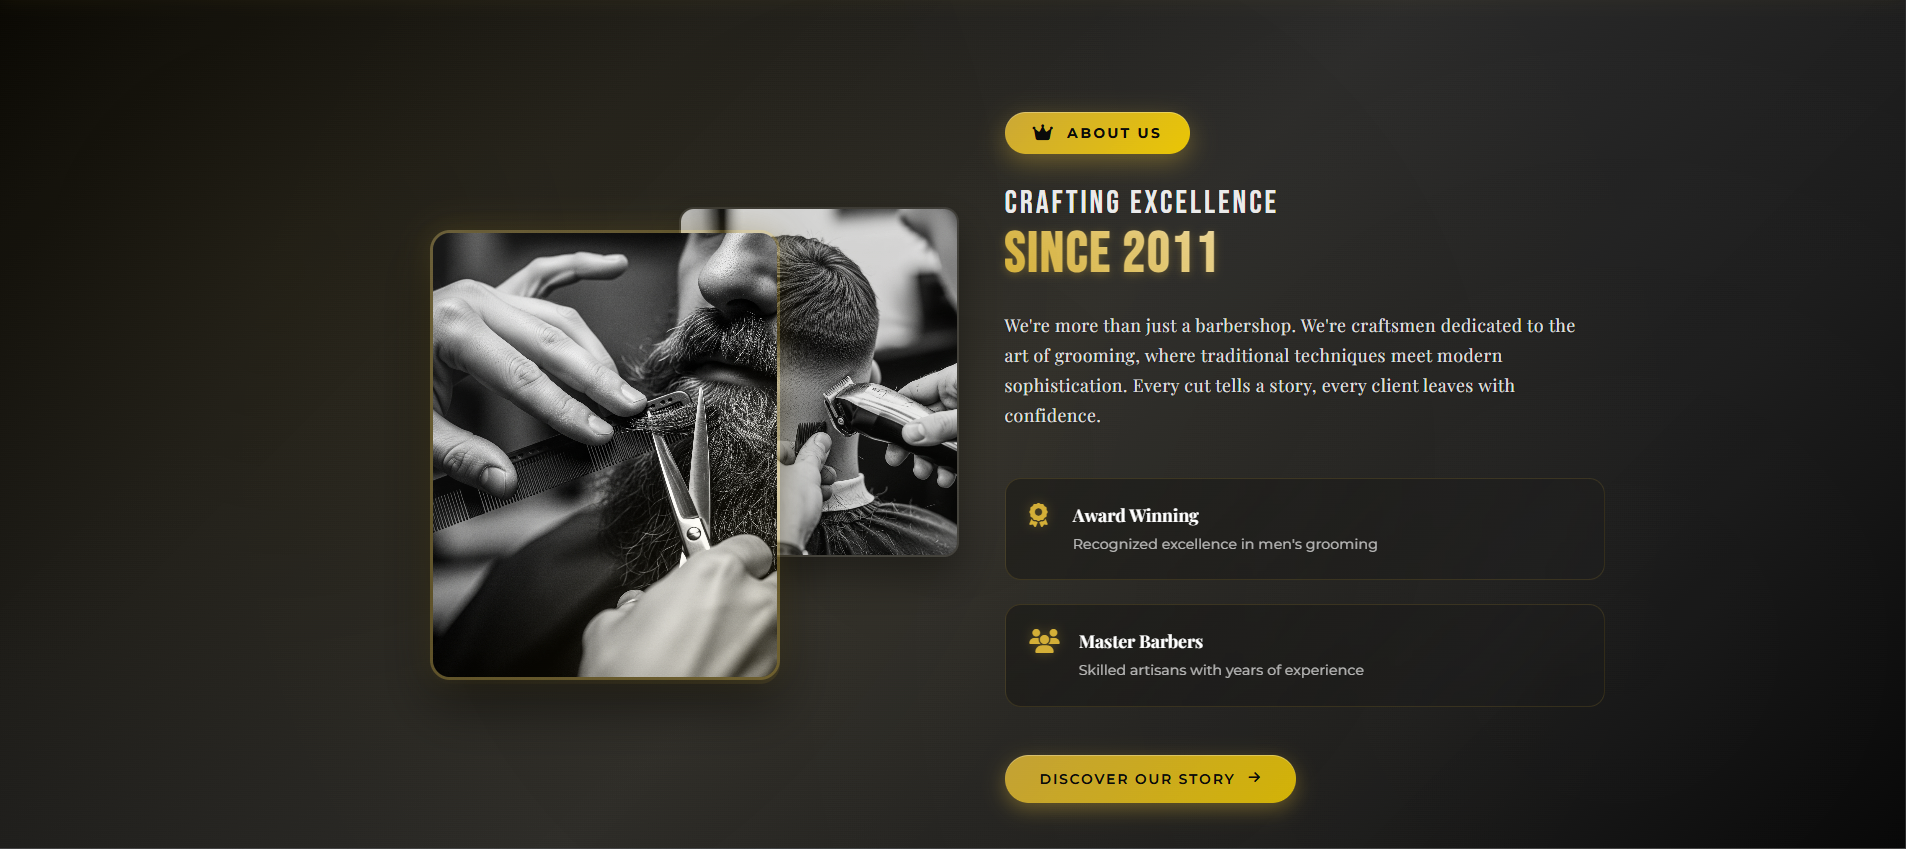 ABOUT US
CRAFTING EXCELLENCE
SINCE 2011
We're more than just a barbershop. We're craftsmen dedicated to the
art of grooming, where traditional techniques meet modern
sophistication. Every cut tells a story, every client leaves with
confidence.
Award Winning
Recognized excellence in men's grooming
Master Barbers
Skilled artisans with years of experience
DISCOVER OUR STORY →